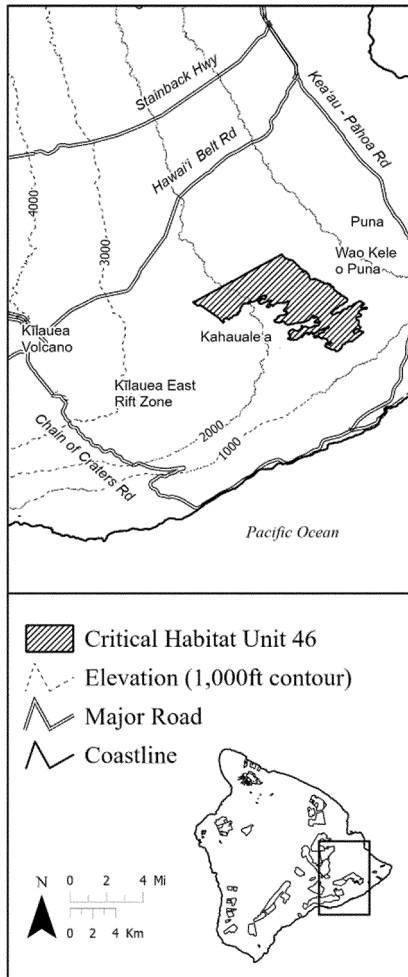 Stainback Hwy
Kea'au - Pāhoa Rd
Hawai'i Belt Rd
4000
3000
Puna
Wao Kele
o Puna
Kīlauea
Volcano
Kahauale'a
Kīlauea East
Rift Zone
2000
1000
Chain of Craters Rd
Pacific Ocean
Critical Habitat Unit 46
Elevation (1,000ft contour)
Major Road
Coastline
N
0 2 4 Mi
0 2 4 Km